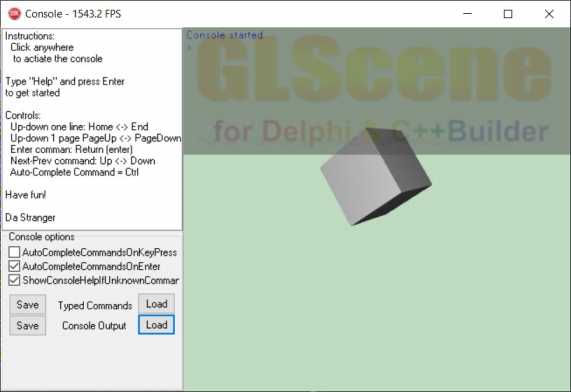 Console - 1543.2 FPS
Instructions:
Click anywhere
to actiate the console
Type "Help" and press Enter
to get started
Controls:
Up-down one line: Home <-> End
Up-down 1 page PageUp <-> PageDown
Enter comman: Return (enter)
Next-Prev command: Up <-> Down
Auto-Complete Command = Ctrl
Have fun!
Da Stranger
Console options
AutoCompleteCommandsOnKeyPress
AutoCompleteCommandsOnEnter
ShowConsoleHelpIfUnknownComman
Save Typed Commands Load
Save Console Output Load
Console started
>
GLScene
for Delphi & C++Builder